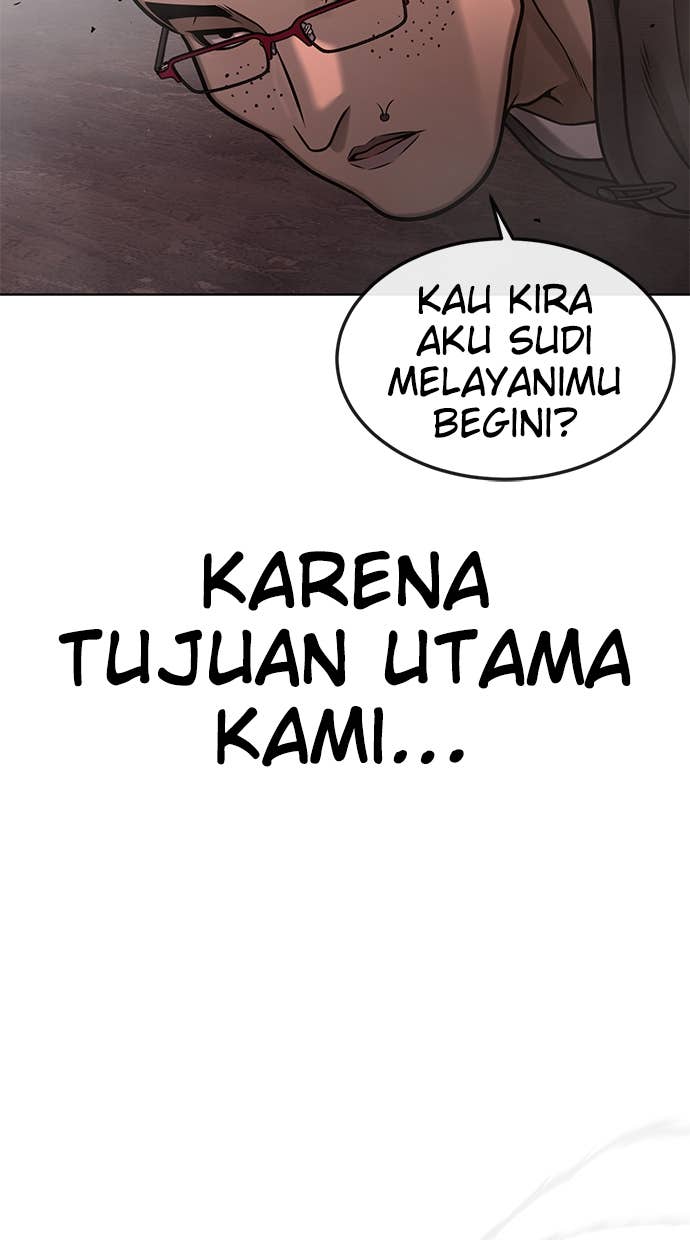 KAU KIRA
AKU SUDI
MELAYANIMU
BEGINI?
KARENA
TUJUAN UTAMA
KAMI...